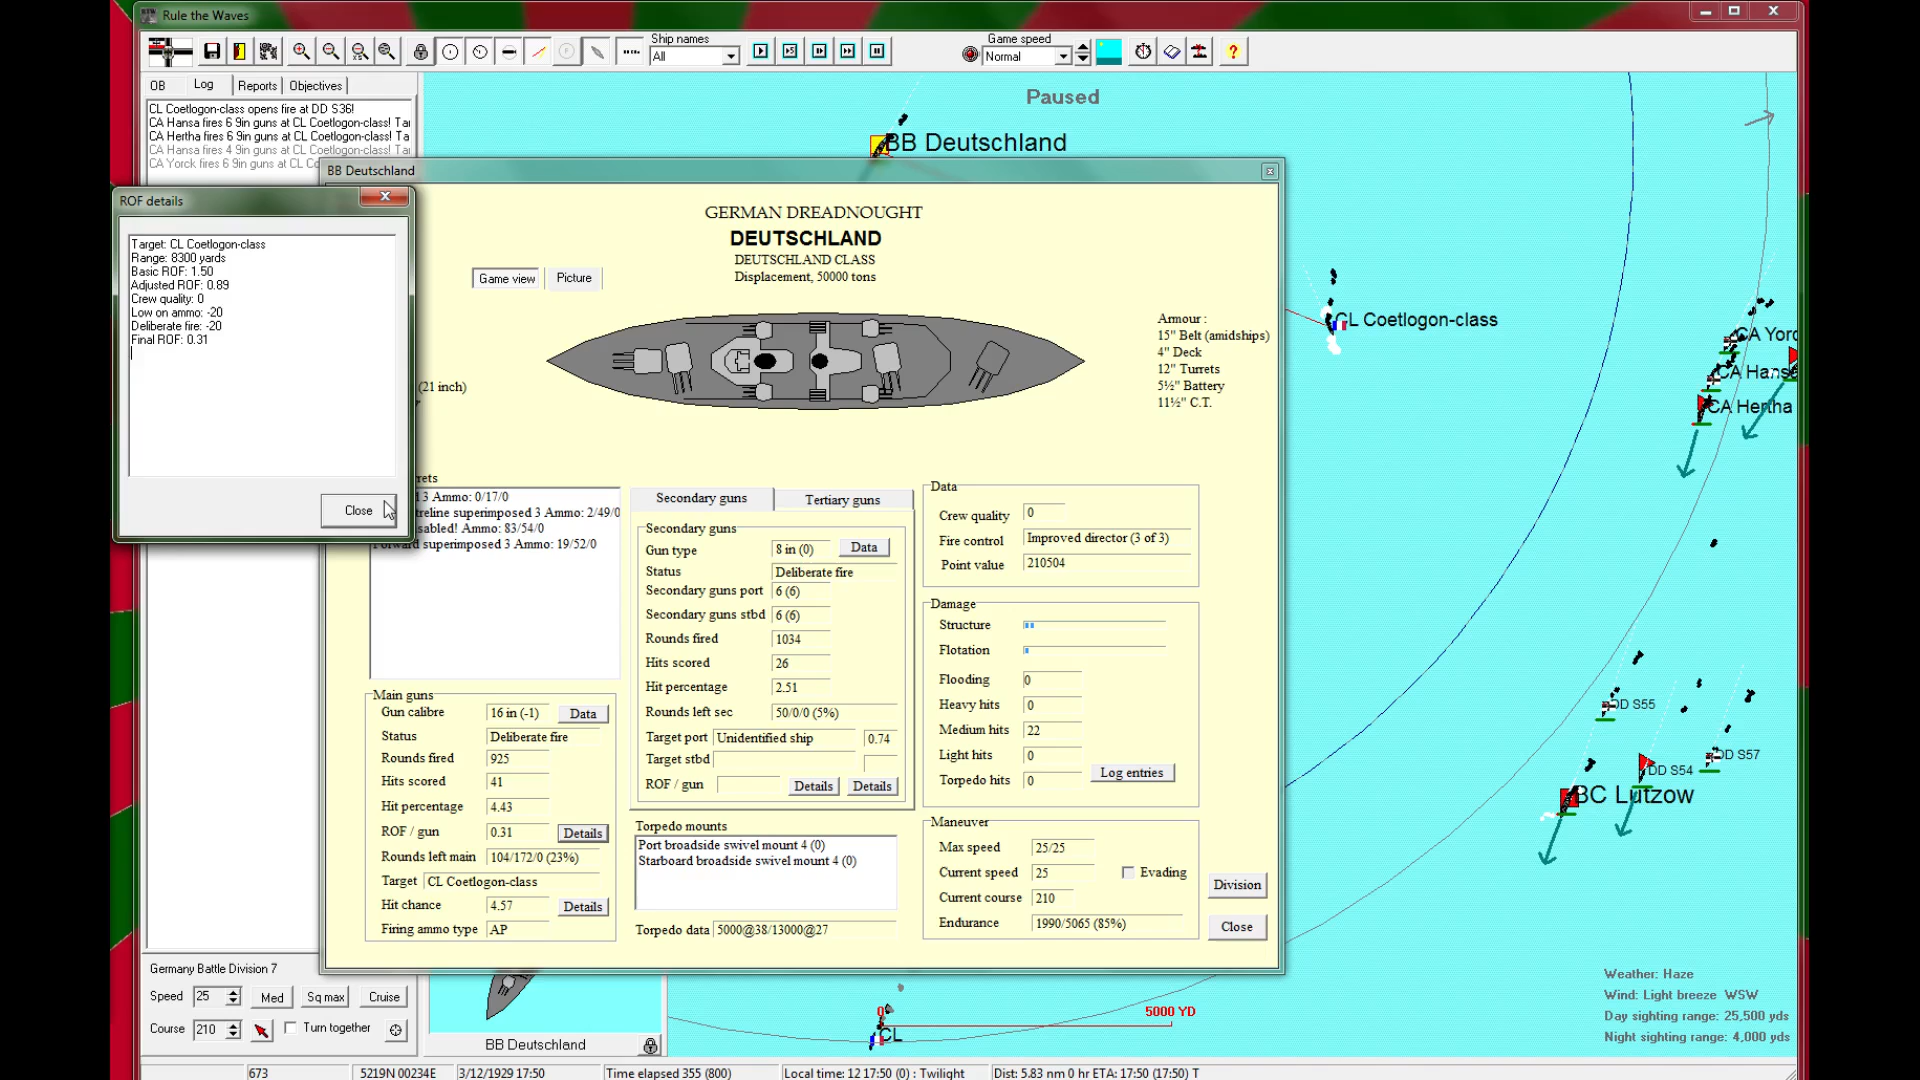 Rule the Waves
Ship names
All
Game speed
Normal
OB
Log
Reports
Objectives
CL Coetlogon-class opens fire at DD S36!
CA Hansa fires 6 9in guns at CL Coetlogon-class! Tar
CA Hertha fires 6 9in guns at CL Coetlogon-class! Ta
CA Hansa fires 4 9in guns at CL Coetlogon-class! Tar
CA Yorck fires 6 9in guns at CL Co
Paused
BB Deutschland
BB Deutschland
ROF details
Target: CL Coetlogon-class
Range: 8300 yards
Basic ROF: 1.50
Adjusted ROF: 0.89
Crew quality: 0
Low on ammo: -20
Deliberate fire: -20
Final ROF: 0.31
Close
GERMAN DREADNOUGHT
DEUTSCHLAND
DEUTSCHLAND CLASS
Displacement, 50000 tons
Game view
Picture
(21 inch)
Armour :
15" Belt (amidships)
4" Deck
12" Turrets
5½" Battery
11½" C.T.
rets
3 Ammo: 0/17/0
treline superimposed 3 Ammo: 2/49/0
sabled! Ammo: 83/54/0
Forward superimposed 3 Ammo: 19/52/0
Main guns
Gun calibre 16 in (-1) Data
Status Deliberate fire
Rounds fired 925
Hits scored 41
Hit percentage 4.43
ROF / gun 0.31 Details
Rounds left main 104/172/0 (23%)
Target CL Coetlogon-class
Hit chance 4.57 Details
Firing ammo type AP
Secondary guns
Tertiary guns
Secondary guns
Gun type 8 in (0) Data
Status Deliberate fire
Secondary guns port 6 (6)
Secondary guns stbd 6 (6)
Rounds fired 1034
Hits scored 26
Hit percentage 2.51
Rounds left sec 50/0/0 (5%)
Target port Unidentified ship 0.74
Target stbd
ROF / gun Details Details
Torpedo mounts
Port broadside swivel mount 4 (0)
Starboard broadside swivel mount 4 (0)
Torpedo data 5000@38/13000@27
Data
Crew quality 0
Fire control Improved director (3 of 3)
Point value 210504
Damage
Structure
Flotation
Flooding 0
Heavy hits 0
Medium hits 22
Light hits 0
Torpedo hits 0
Log entries
Maneuver
Max speed 25/25
Current speed 25
Evading
Current course 210
Endurance 1990/5065 (85%)
Division
Close
CL Coetlogon-class
CA Yorc
CA Hansa
CA Hertha
DD S55
DD S57
DD S54
BC Lutzow
Germany Battle Division 7
Speed 25 Med Sq max Cruise
Course 210 Turn together
BB Deutschland
0
5000 YD
CL
Weather: Haze
Wind: Light breeze WSW
Day sighting range: 25,500 yds
Night sighting range: 4,000 yds
673
5219N 00234E
3/12/1929 17:50
Time elapsed 355 (800)
Local time: 12 17:50 (0) : Twilight
Dist: 5.83 nm 0 hr ETA: 17:50 (17:50) T